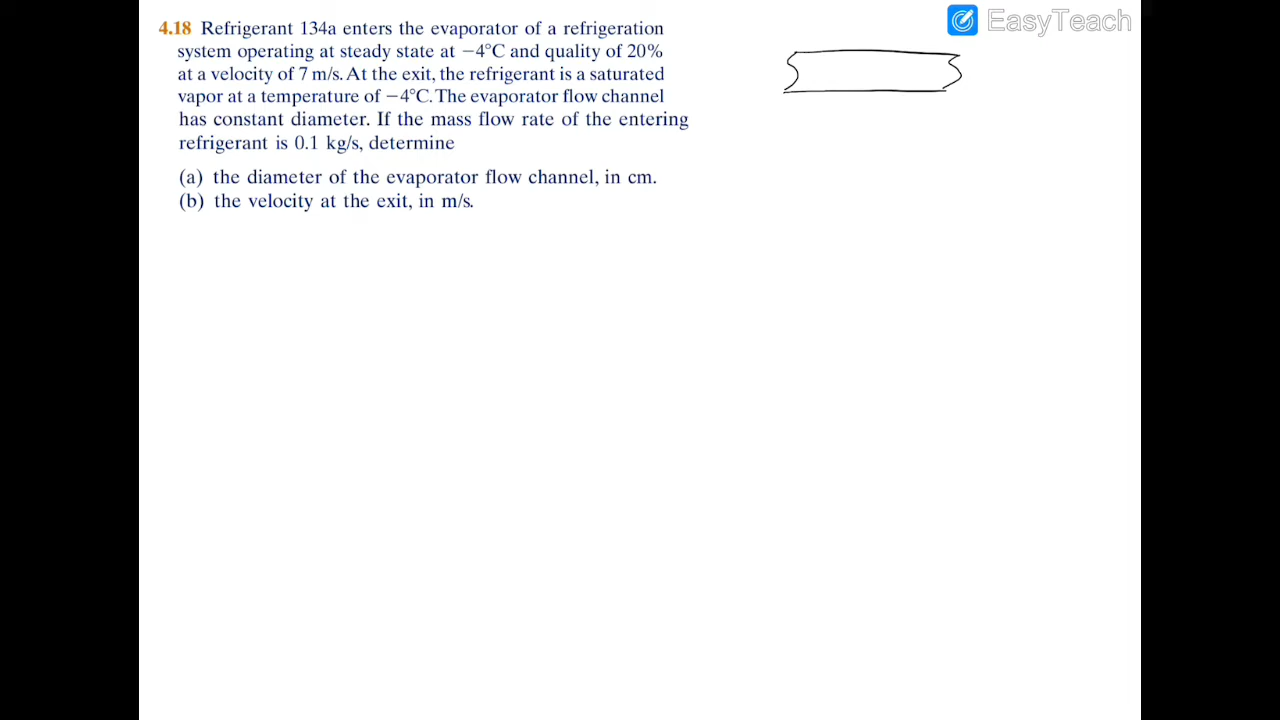 EasyTeach
4.18 Refrigerant 134a enters the evaporator of a refrigeration
system operating at steady state at −4°C and quality of 20%
at a velocity of 7 m/s. At the exit, the refrigerant is a saturated
vapor at a temperature of −4°C. The evaporator flow channel
has constant diameter. If the mass flow rate of the entering
refrigerant is 0.1 kg/s, determine
(a) the diameter of the evaporator flow channel, in cm.
(b) the velocity at the exit, in m/s.